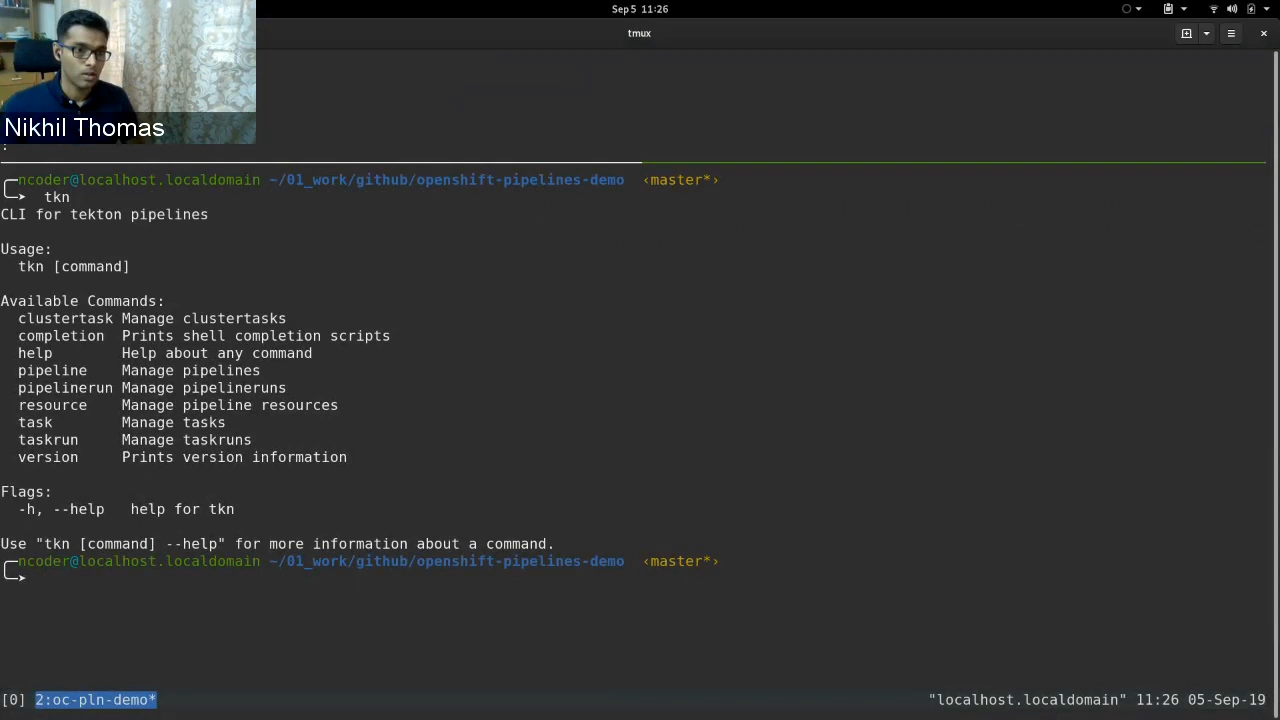 Sep 5 11:26
tmux
Nikhil Thomas
:
ncoder@localhost.localdomain ~/01_work/github/openshift-pipelines-demo ‹master*›
tkn
CLI for tekton pipelines
Usage:
tkn [command]
Available Commands:
clustertask Manage clustertasks
completion Prints shell completion scripts
help Help about any command
pipeline Manage pipelines
pipelinerun Manage pipelineruns
resource Manage pipeline resources
task Manage tasks
taskrun Manage taskruns
version Prints version information
Flags:
-h, --help help for tkn
Use "tkn [command] --help" for more information about a command.
ncoder@localhost.localdomain ~/01_work/github/openshift-pipelines-demo ‹master*›
[0] 2:oc-pln-demo* "localhost.localdomain" 11:26 05-Sep-19